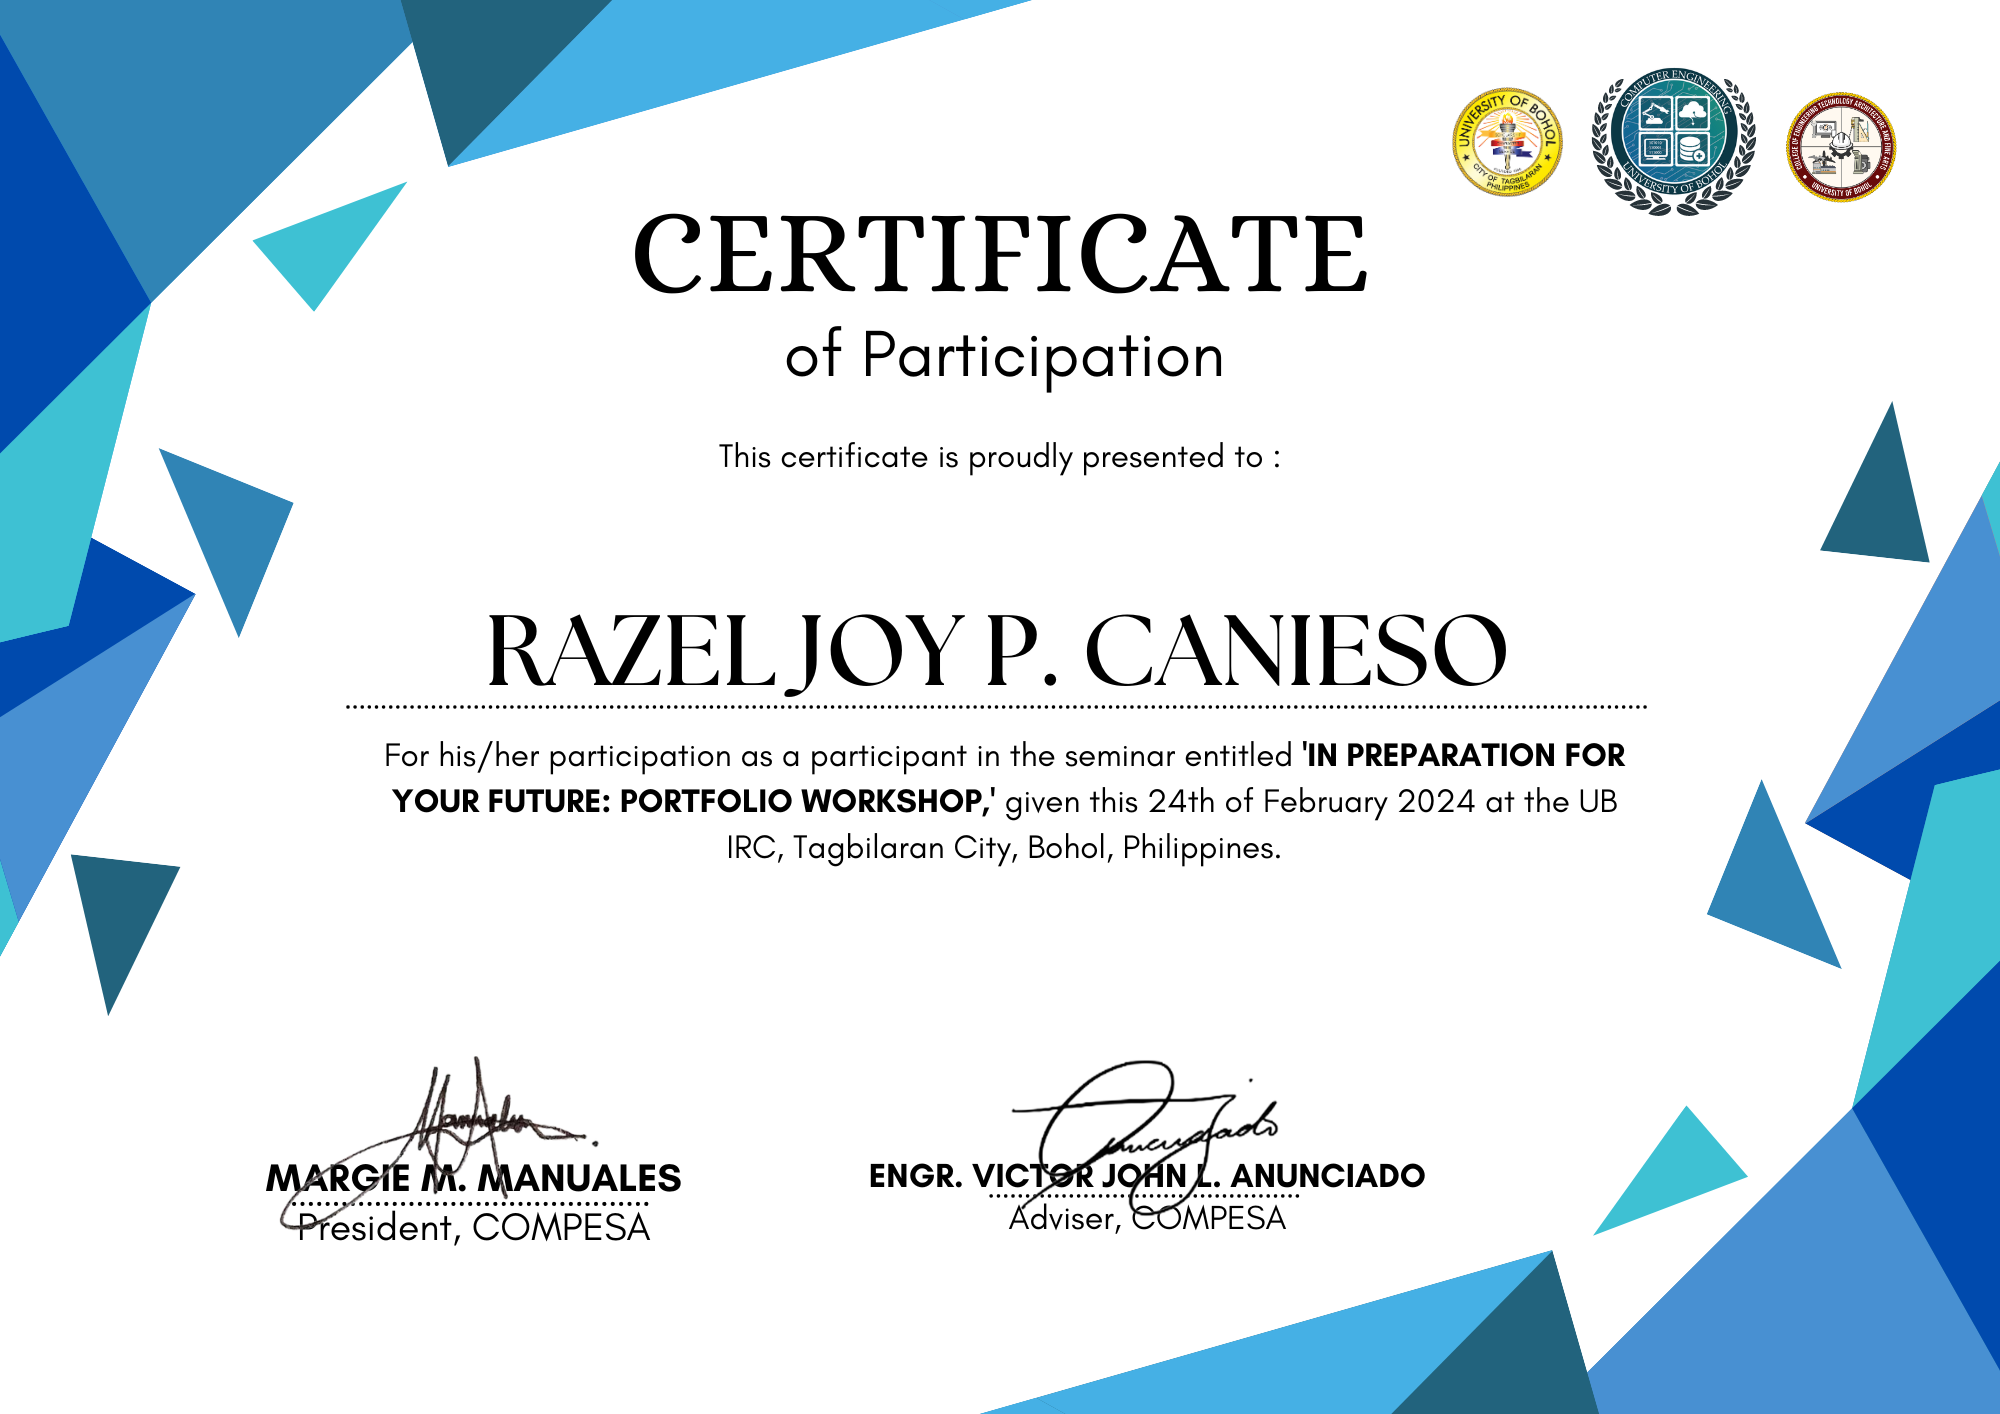 UNIVERSITY OF BOHOL
CITY OF TAGBILARAN
PHILIPPINES
COMPUTER ENGINEERING
UNIVERSITY OF BOHOL
COLLEGE OF ENGINEERING TECHNOLOGY ARCHITECTURE AND FINE ARTS
UNIVERSITY OF BOHOL
CERTIFICATE
of Participation
This certificate is proudly presented to :
RAZEL JOY P. CANIESO
For his/her participation as a participant in the seminar entitled 'IN PREPARATION FOR
YOUR FUTURE: PORTFOLIO WORKSHOP,' given this 24th of February 2024 at the UB
IRC, Tagbilaran City, Bohol, Philippines.
MARGIE M. MANUALES
President, COMPESA
ENGR. VICTOR JOHN L. ANUNCIADO
Adviser, COMPESA